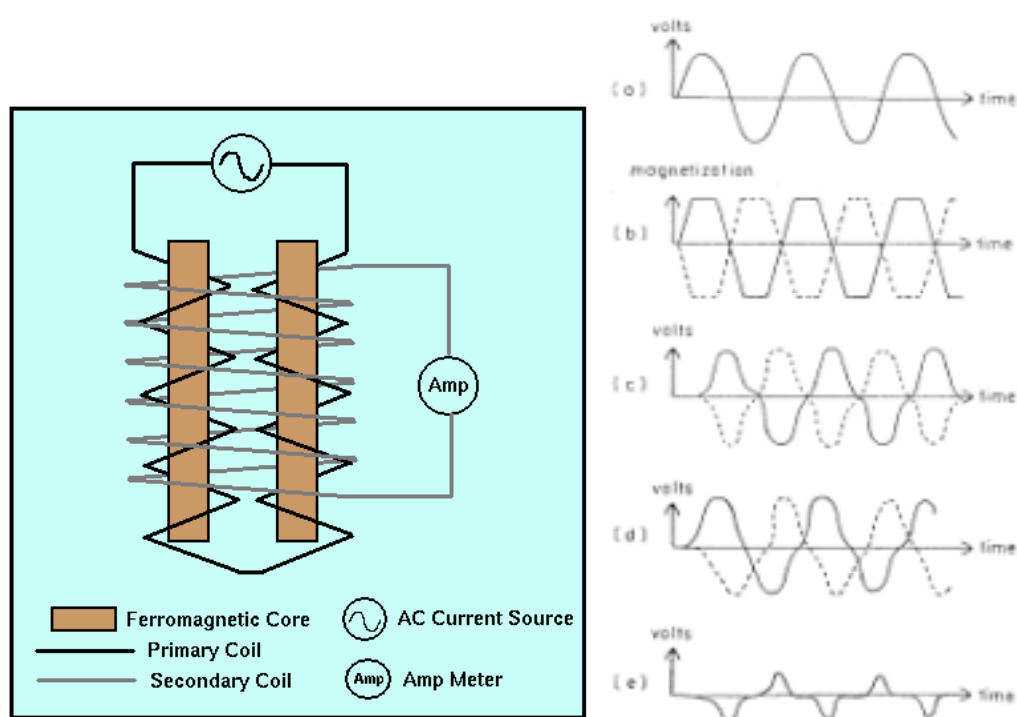 Amp
Ferromagnetic Core
AC Current Source
Primary Coil
Secondary Coil
Amp
Amp Meter
volts
(a)
time
magnetization
(b)
time
volts
(c)
time
volts
(d)
time
volts
(e)
time